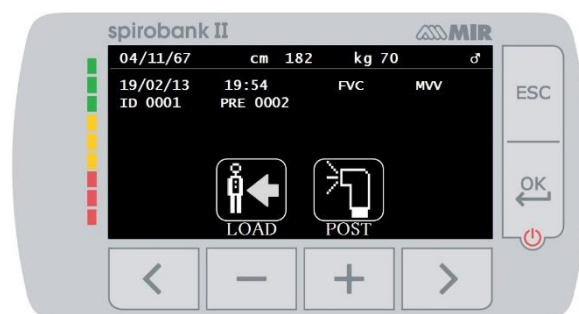 spirobank II MIR
04/11/67 cm 182 kg 70 ♂
19/02/13 19:54 FVC MVV
ID 0001 PRE 0002
LOAD POST
ESC
OK
< − + >